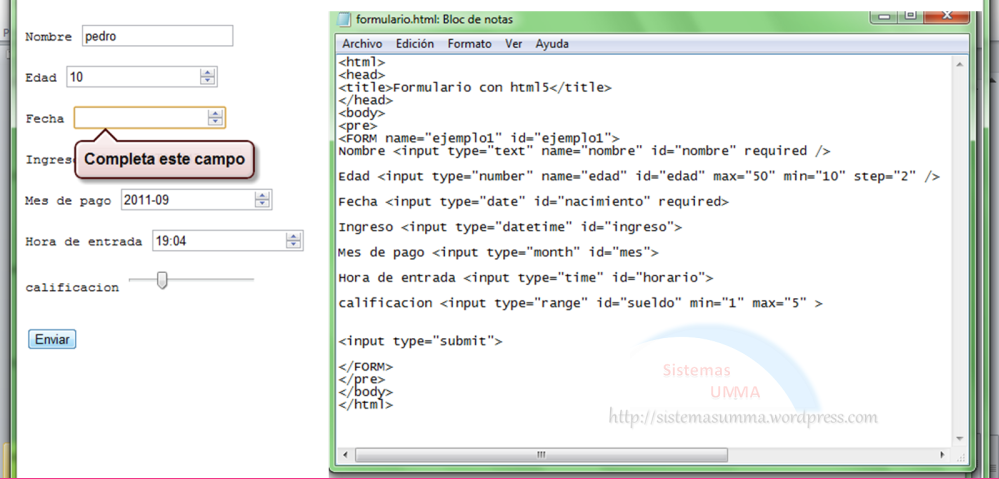 Nombre pedro
Edad 10
Fecha
Completa este campo
Ingres
Mes de pago 2011-09
Hora de entrada 19:04
calificacion
Enviar
formulario.html: Bloc de notas
Archivo Edición Formato Ver Ayuda
<html>
<head>
<title>Formulario con html5</title>
</head>
<body>
<pre>
<FORM name="ejemplo1" id="ejemplo1">
Nombre <input type="text" name="nombre" id="nombre" required />
Edad <input type="number" name="edad" id="edad" max="50" min="10" step="2" />
Fecha <input type="date" id="nacimiento" required>
Ingreso <input type="datetime" id="ingreso">
Mes de pago <input type="month" id="mes">
Hora de entrada <input type="time" id="horario">
calificacion <input type="range" id="sueldo" min="1" max="5" >
<input type="submit">
</FORM>
</pre>
</body>
</html>
Sistemas
UMMA
http://sistemasumma.wordpress.com